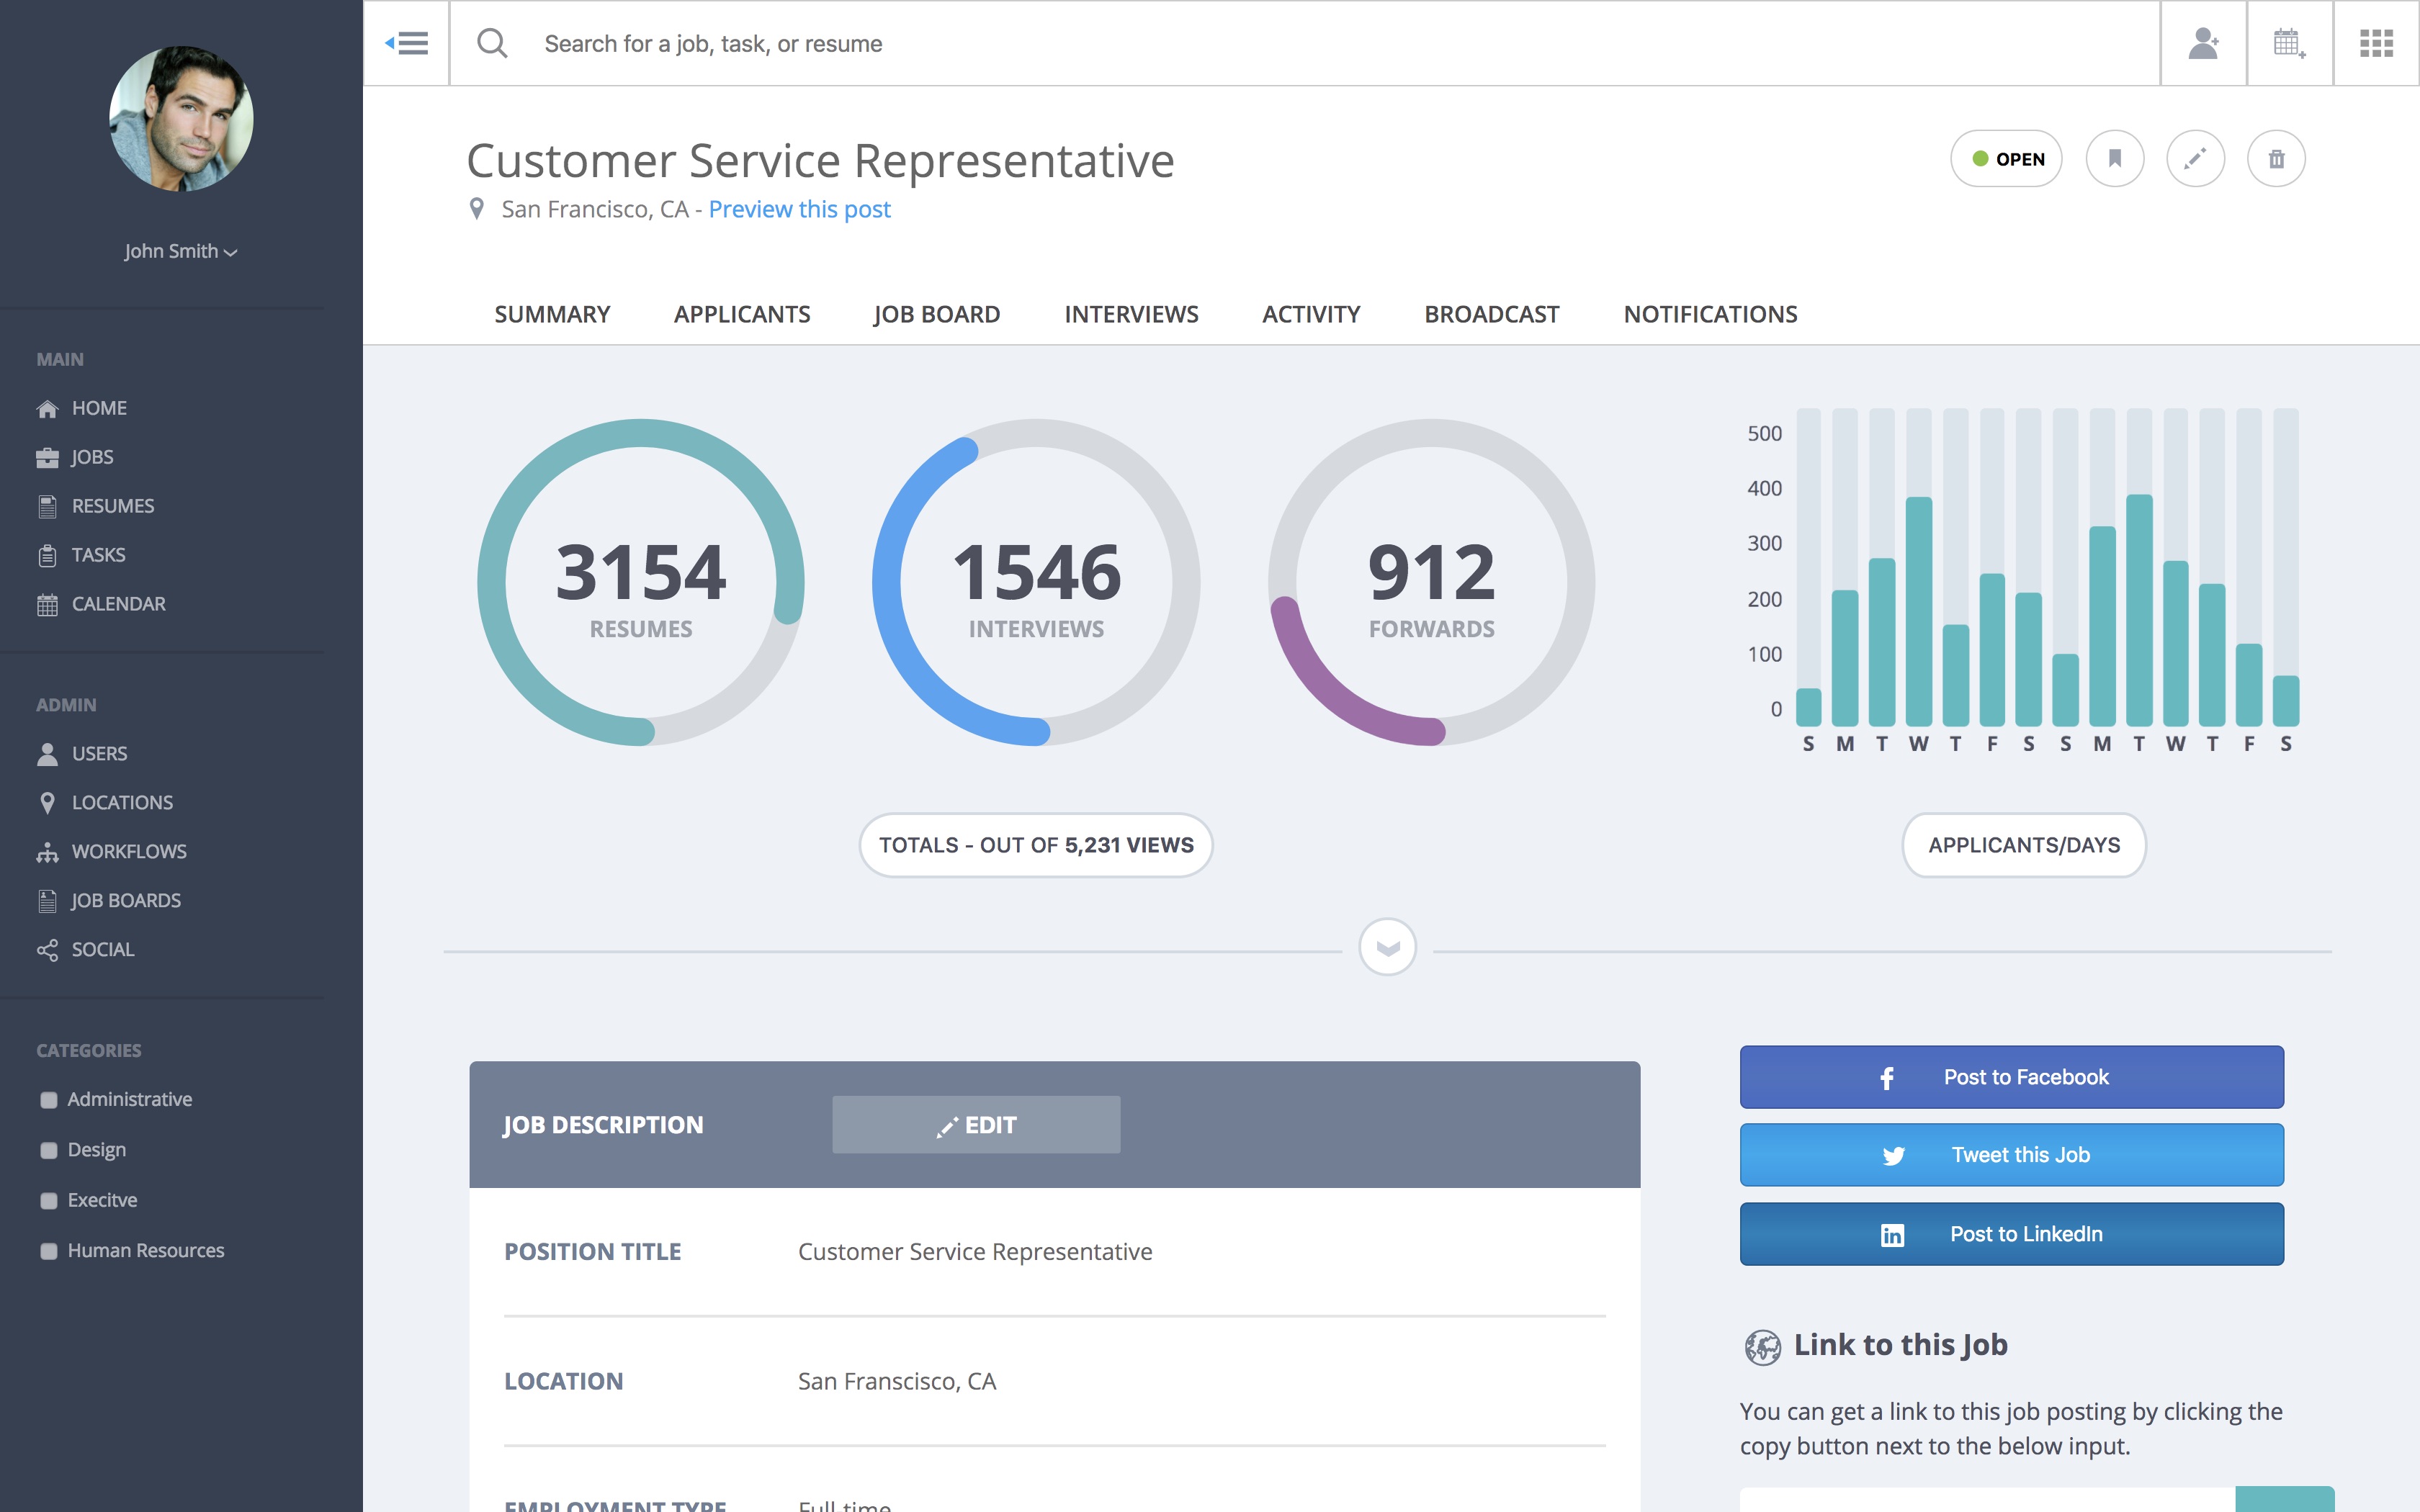 Search for a job, task, or resume
John Smith
MAIN
HOME
JOBS
RESUMES
TASKS
CALENDAR
ADMIN
USERS
LOCATIONS
WORKFLOWS
JOB BOARDS
SOCIAL
CATEGORIES
Administrative
Design
Execitve
Human Resources
Customer Service Representative
San Francisco, CA - Preview this post
OPEN
SUMMARY APPLICANTS JOB BOARD INTERVIEWS ACTIVITY BROADCAST NOTIFICATIONS
3154
RESUMES
1546
INTERVIEWS
912
FORWARDS
TOTALS - OUT OF 5,231 VIEWS
500
400
300
200
100
0
S M T W T F S S M T W T F S
APPLICANTS/DAYS
JOB DESCRIPTION EDIT
POSITION TITLE Customer Service Representative
LOCATION San Franscisco, CA
EMPLOYMENT TYPE Full-time
Post to Facebook
Tweet this Job
Post to LinkedIn
Link to this Job
You can get a link to this job posting by clicking the
copy button next to the below input.